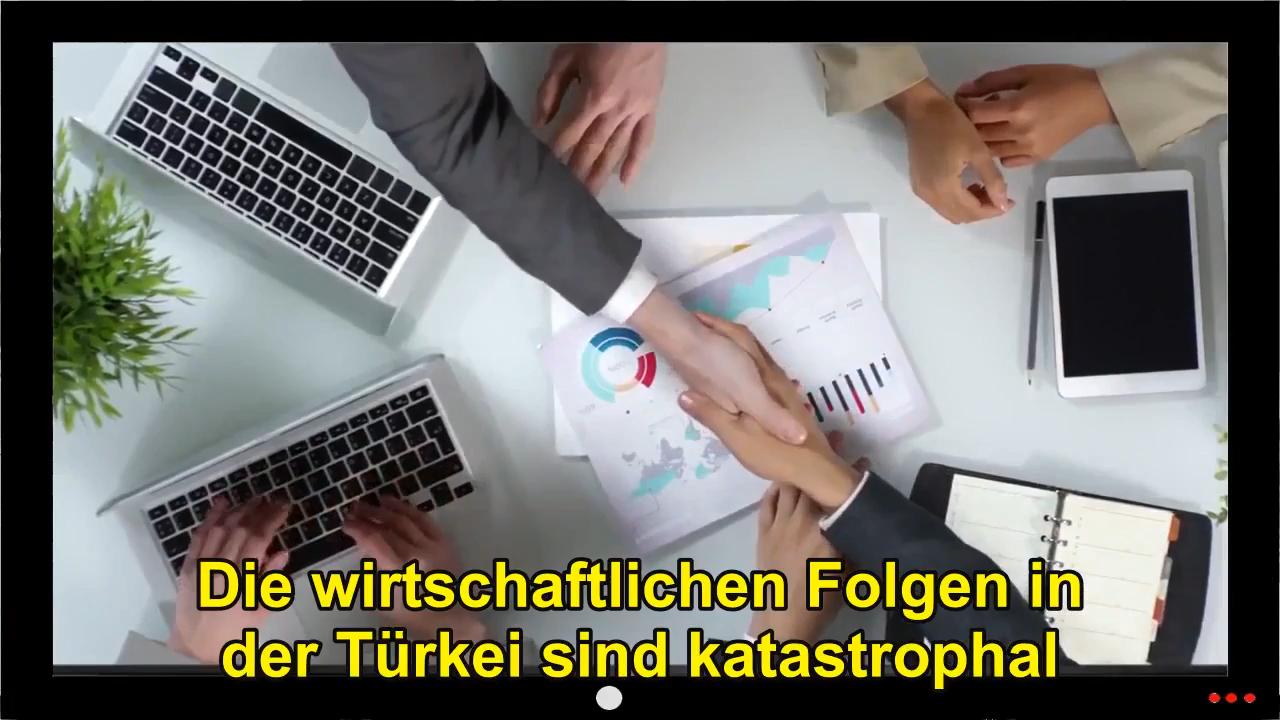 Die wirtschaftlichen Folgen in
der Türkei sind katastrophal